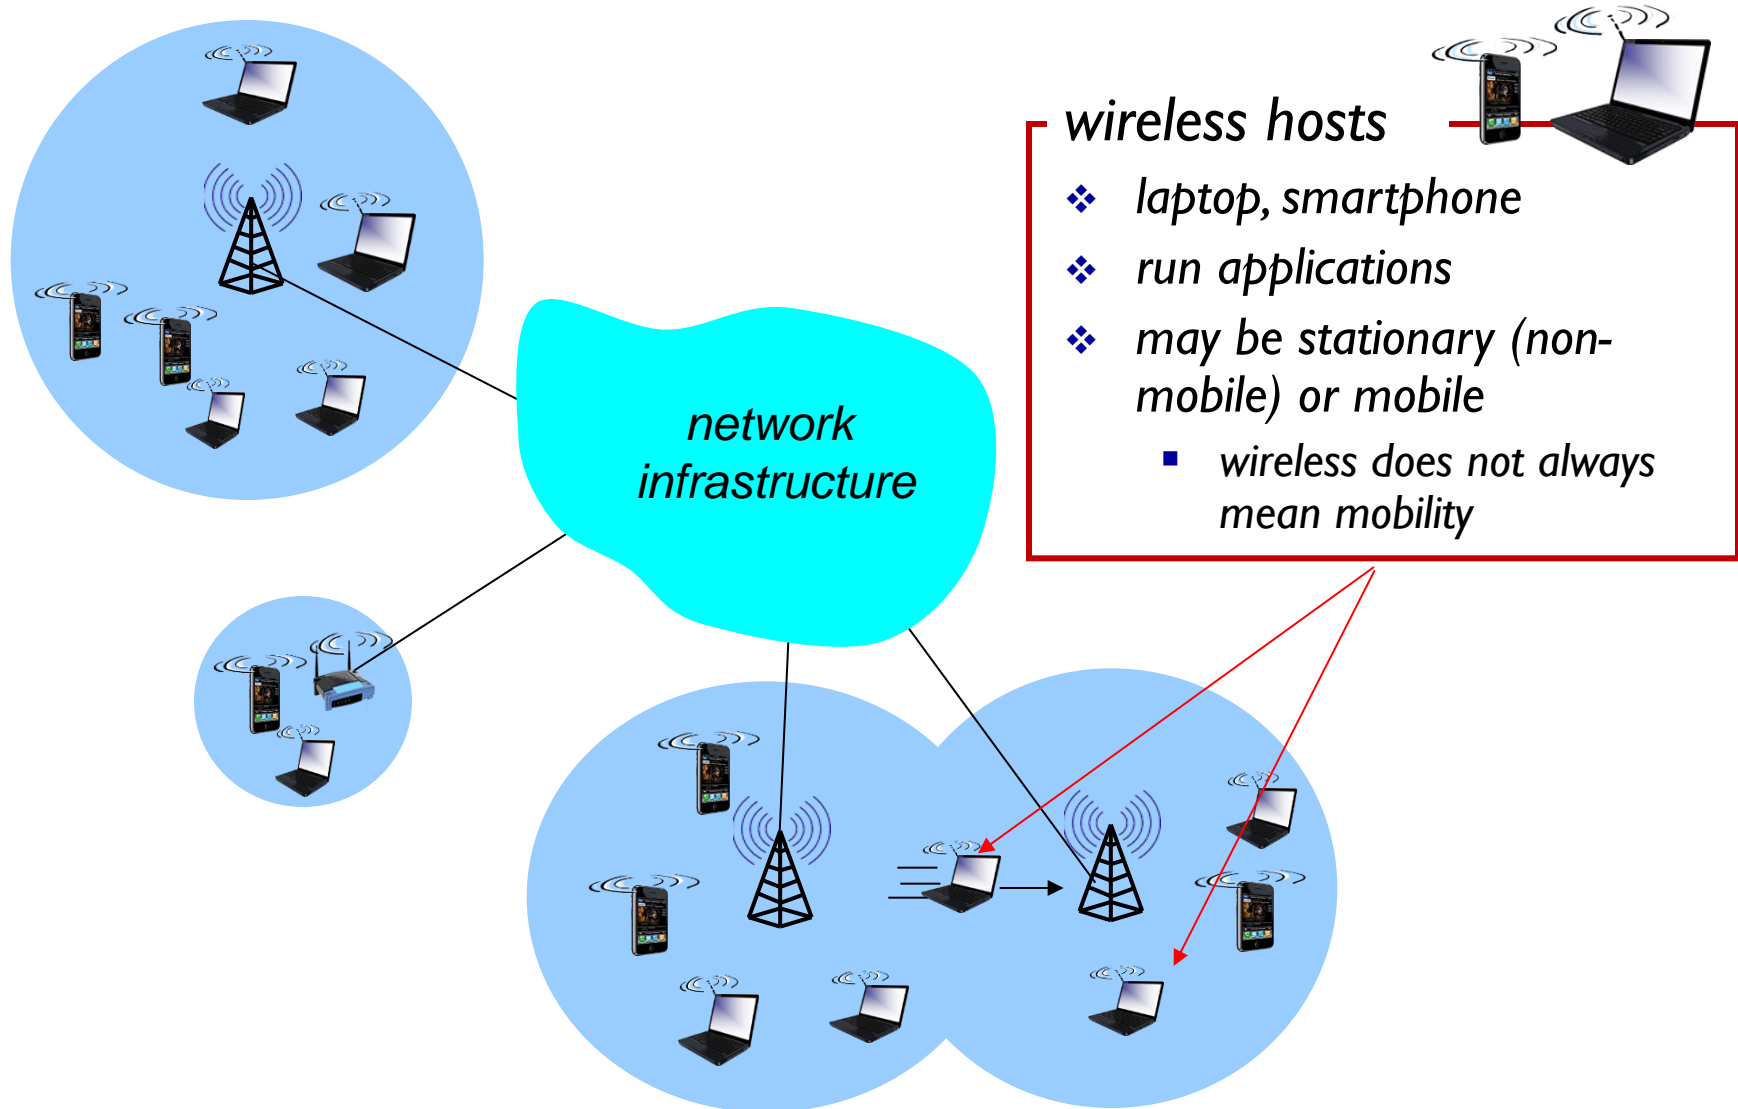 wireless hosts
❖ laptop, smartphone
❖ run applications
❖ may be stationary (non-
mobile) or mobile
▪ wireless does not always
mean mobility
network
infrastructure